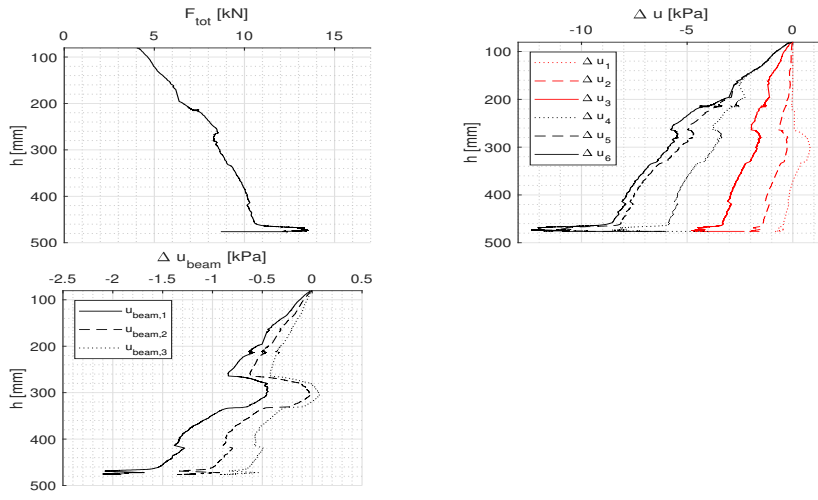 F_tot [kN]
0 5 10 15
100
200
300
400
500
h [mm]
Δ u [kPa]
-10 -5 0
100
200
300
400
500
h [mm]
Δ u_1
Δ u_2
Δ u_3
Δ u_4
Δ u_5
Δ u_6
Δ u_beam [kPa]
-2.5 -2 -1.5 -1 -0.5 0 0.5
100
200
300
400
500
h [mm]
u_beam,1
u_beam,2
u_beam,3